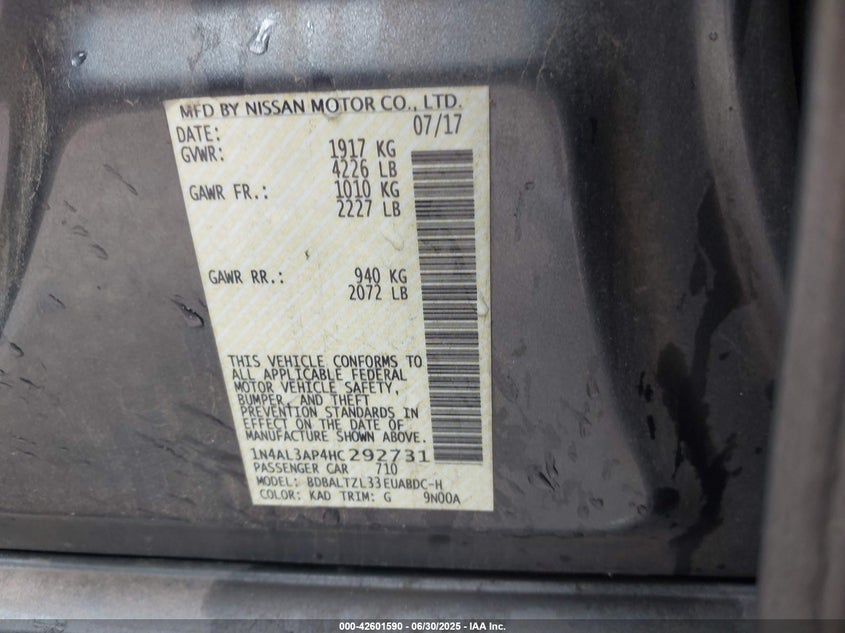 MFD BY NISSAN MOTOR CO., LTD.
DATE: 07/17
GVWR: 1917 KG
4226 LB
GAWR FR.: 1010 KG
2227 LB
GAWR RR.: 940 KG
2072 LB
THIS VEHICLE CONFORMS TO
ALL APPLICABLE FEDERAL
MOTOR VEHICLE SAFETY,
BUMPER, AND THEFT
PREVENTION STANDARDS IN
EFFECT ON THE DATE OF
MANUFACTURE SHOWN ABOVE.
1N4AL3AP4HC292731
PASSENGER CAR 710
MODEL: BDBALTZL33EUABDC-H
COLOR: KAD TRIM: G 9N00A
000-42601590 - 06/30/2025 - IAA Inc.